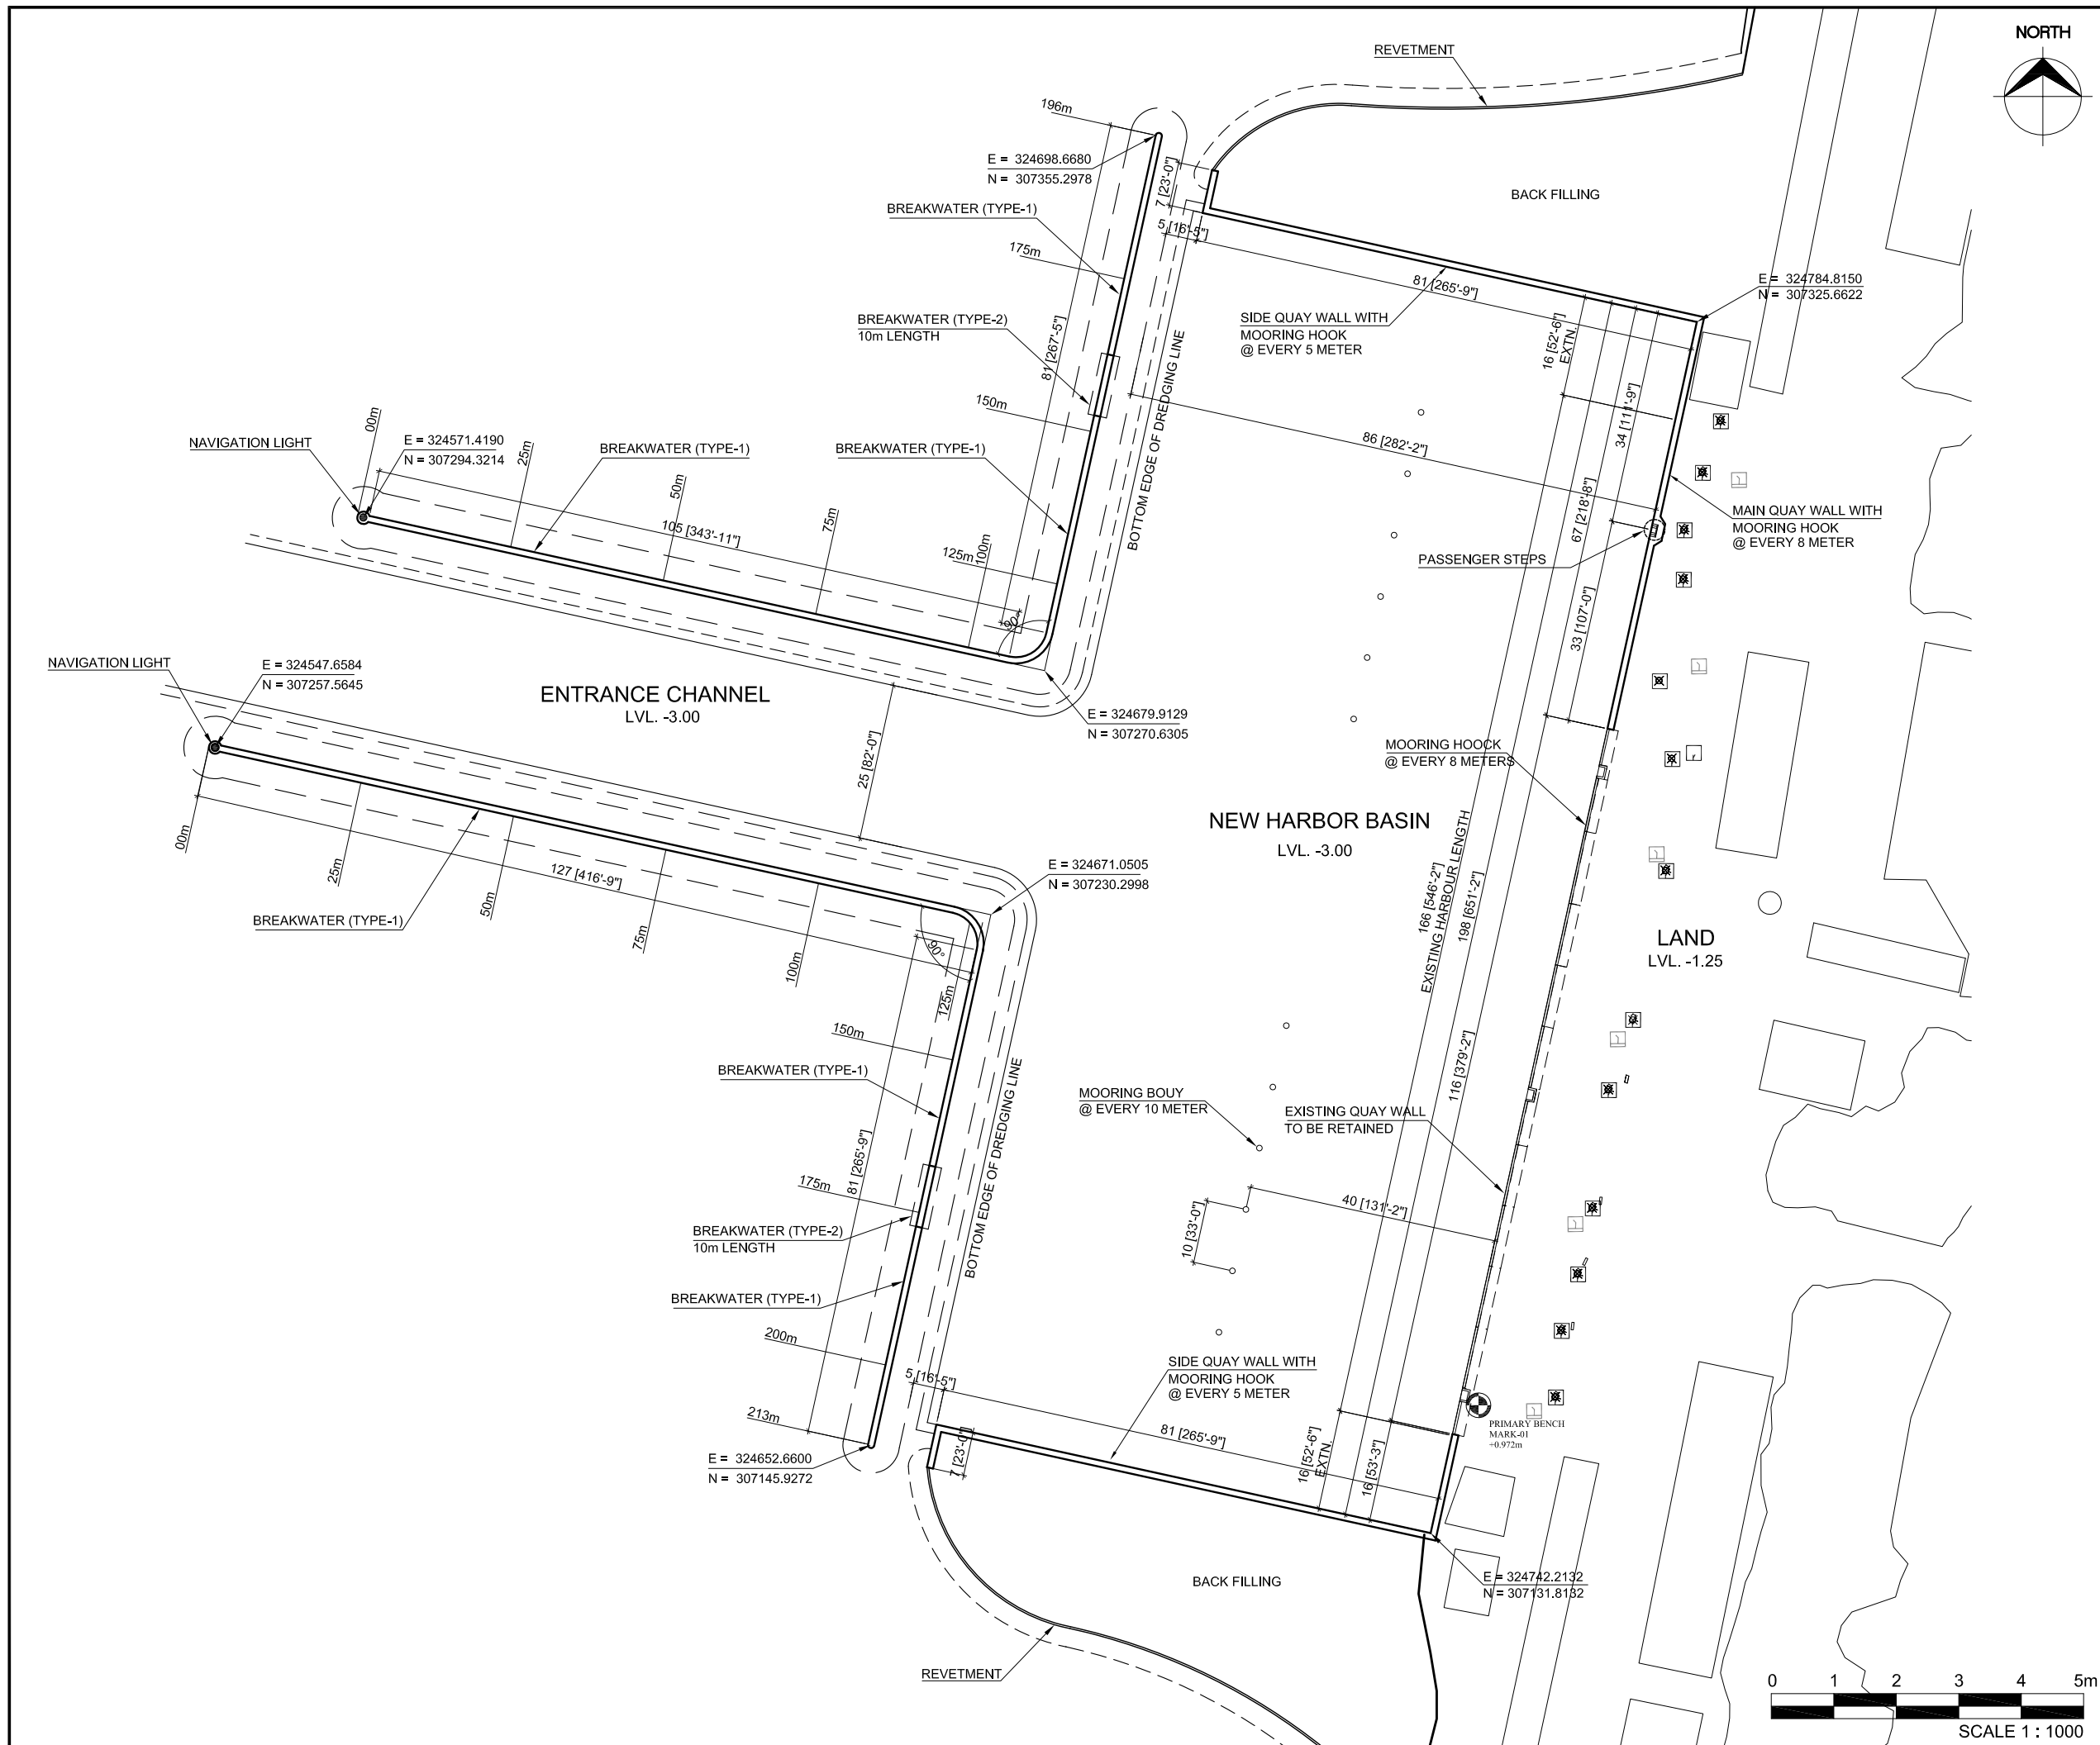 NORTH
REVETMENT
196m
E = 324698.6680
N = 307355.2978
7 [23'-0"]
BACK FILLING
BREAKWATER (TYPE-1)
5 [16'-5"]
175m
81 [265'-9"]
E = 324784.8150
N = 307325.6622
BREAKWATER (TYPE-2)
10m LENGTH
SIDE QUAY WALL WITH
MOORING HOOK
@ EVERY 5 METER
16 [52'-6"]
EXTN.
81 [267'-5"]
BOTTOM EDGE OF DREDGING LINE
34 [111'-9"]
150m
00m
NAVIGATION LIGHT
E = 324571.4190
N = 307294.3214
25m
BREAKWATER (TYPE-1)
BREAKWATER (TYPE-1)
86 [282'-2"]
50m
67 [218'-8"]
MAIN QUAY WALL WITH
MOORING HOOK
@ EVERY 8 METER
105 [343'-11"]
75m
125m
100m
PASSENGER STEPS
90°
33 [107'-0"]
NAVIGATION LIGHT
E = 324547.6584
N = 307257.5645
ENTRANCE CHANNEL
LVL. -3.00
E = 324679.9129
N = 307270.6305
25 [82'-0"]
MOORING HOOCK
@ EVERY 8 METERS
NEW HARBOR BASIN
LVL. -3.00
00m
25m
127 [416'-9"]
E = 324671.0505
N = 307230.2998
50m
BREAKWATER (TYPE-1)
75m
100m
90°
125m
166 [546'-2"]
EXISTING HARBOUR LENGTH
198 [651'-2"]
LAND
LVL. -1.25
150m
BREAKWATER (TYPE-1)
BOTTOM EDGE OF DREDGING LINE
116 [379'-2"]
MOORING BOUY
@ EVERY 10 METER
EXISTING QUAY WALL
TO BE RETAINED
81 [265'-9"]
175m
40 [131'-2"]
BREAKWATER (TYPE-2)
10m LENGTH
10 [33'-0"]
BREAKWATER (TYPE-1)
200m
SIDE QUAY WALL WITH
MOORING HOOK
@ EVERY 5 METER
5 [16'-5"]
213m
PRIMARY BENCH
MARK-01
+0.972m
81 [265'-9"]
E = 324652.6600
N = 307145.9272
7 [23'-0"]
16 [52'-6"]
EXTN.
16 [53'-3"]
BACK FILLING
E = 324742.2132
N = 307131.8132
REVETMENT
0 1 2 3 4 5m
SCALE 1 : 1000